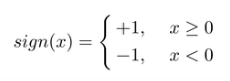 sign(x) = { +1, x ≥ 0
−1, x < 0